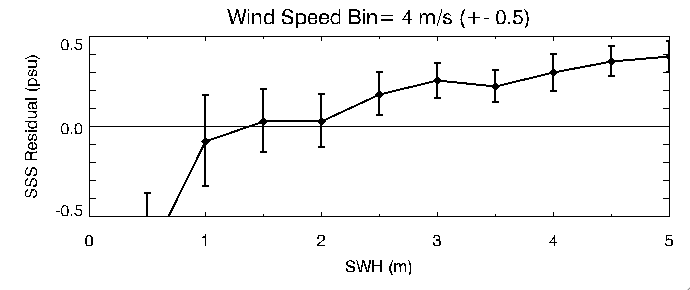 Wind Speed Bin= 4 m/s (+- 0.5)
0.5
0.0
-0.5
SSS Residual (psu)
0 1 2 3 4 5
SWH (m)